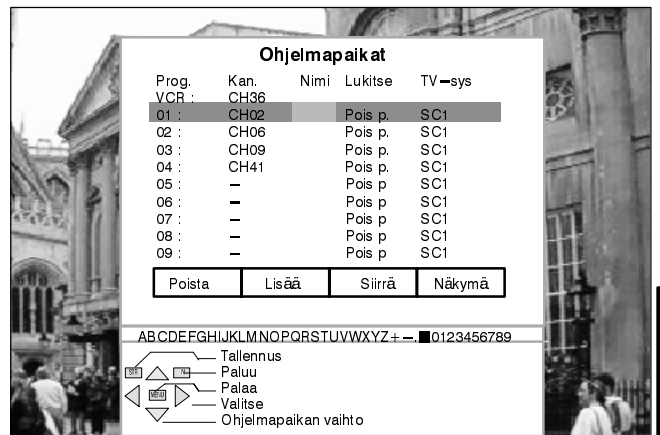 Ohjelmapaikat
Prog. Kan. Nimi Lukitse TV–sys
VCR : CH36
01 : CH02 Pois p. SC1
02 : CH06 Pois p. SC1
03 : CH09 Pois p. SC1
04 : CH41 Pois p. SC1
05 : – Pois p SC1
06 : – Pois p SC1
07 : – Pois p SC1
08 : – Pois p SC1
09 : – Pois p SC1
Poista Lisää Siirrä Näkymä
ABCDEFGHIJKLMNOPQRSTUVWXYZ+–.■0123456789
Tallennus
STR N Paluu
Palaa
MENU Valitse
Ohjelmapaikan vaihto